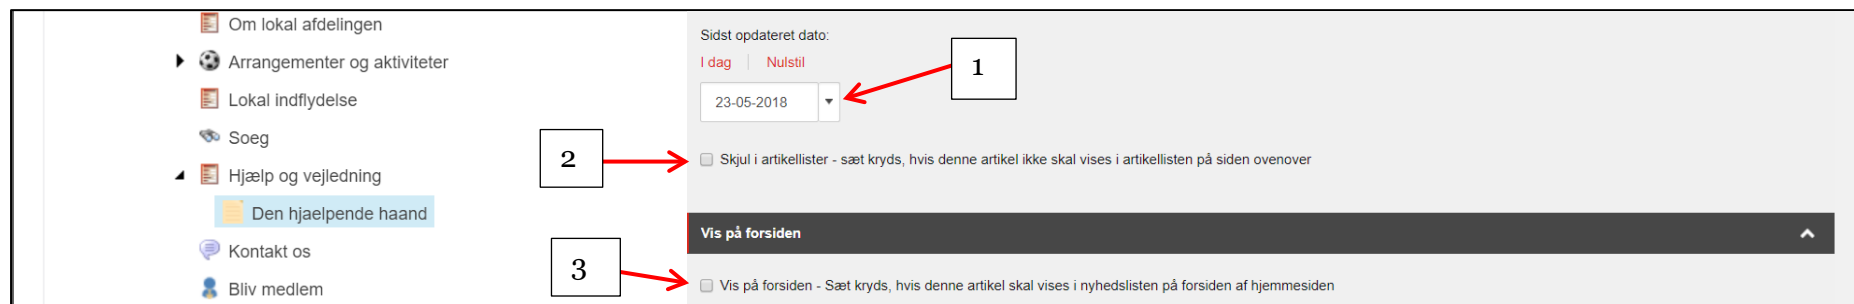 Om lokal afdelingen
Arrangementer og aktiviteter
Lokal indflydelse
Soeg
Hjælp og vejledning
Den hjaelpende haand
Kontakt os
Bliv medlem
Sidst opdateret dato:
I dag | Nulstil
23-05-2018
1
2
Skjul i artikellister - sæt kryds, hvis denne artikel ikke skal vises i artikellisten på siden ovenover
Vis på forsiden
3
Vis på forsiden - Sæt kryds, hvis denne artikel skal vises i nyhedslisten på forsiden af hjemmesiden